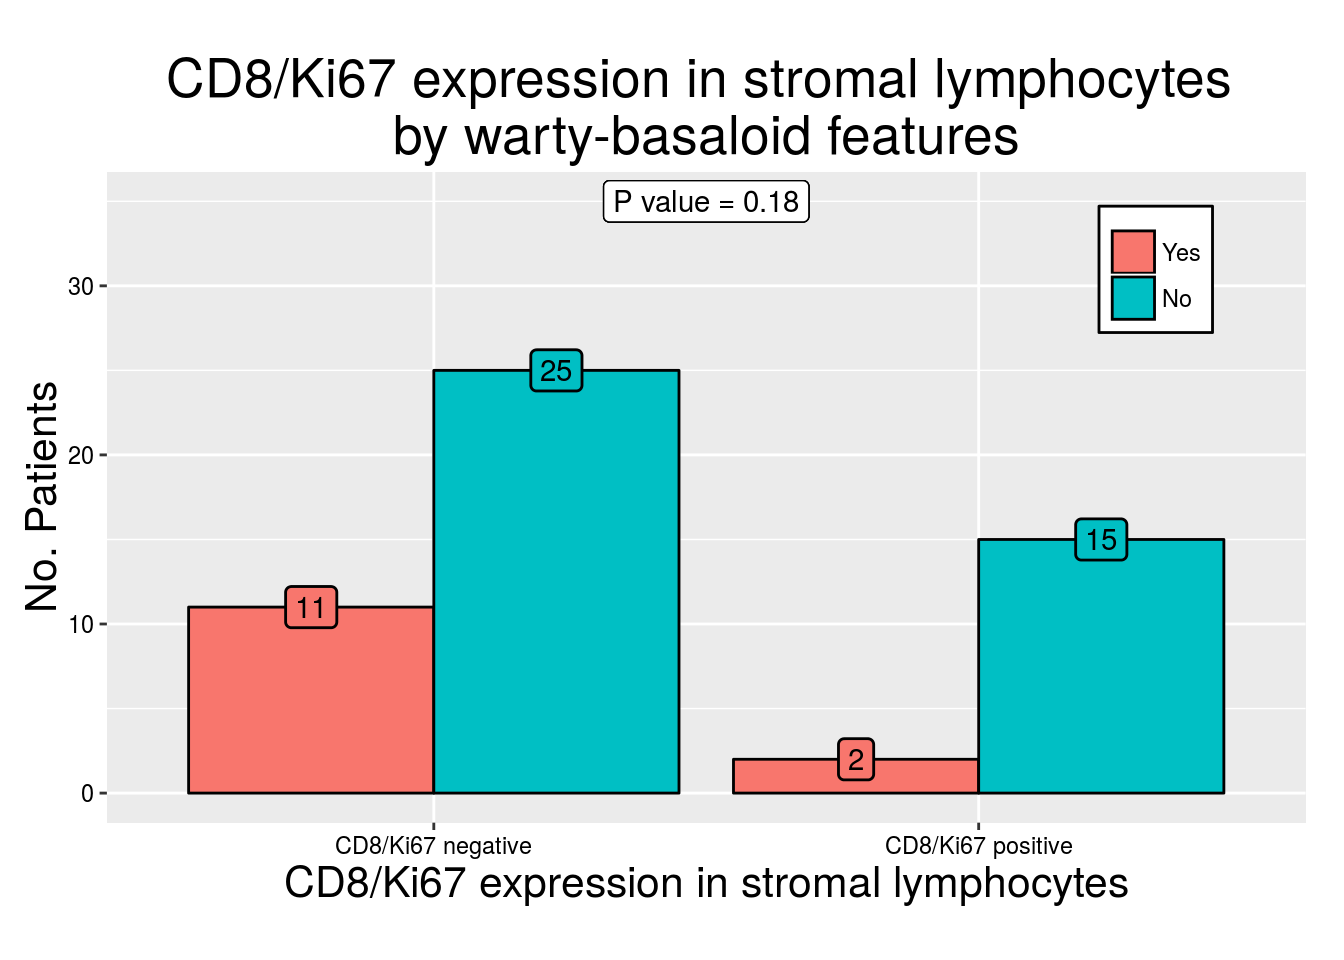 CD8/Ki67 expression in stromal lymphocytes
by warty-basaloid features
P value = 0.18
Yes
No
No. Patients
30
20
10
0
25
11
15
2
CD8/Ki67 negative
CD8/Ki67 positive
CD8/Ki67 expression in stromal lymphocytes